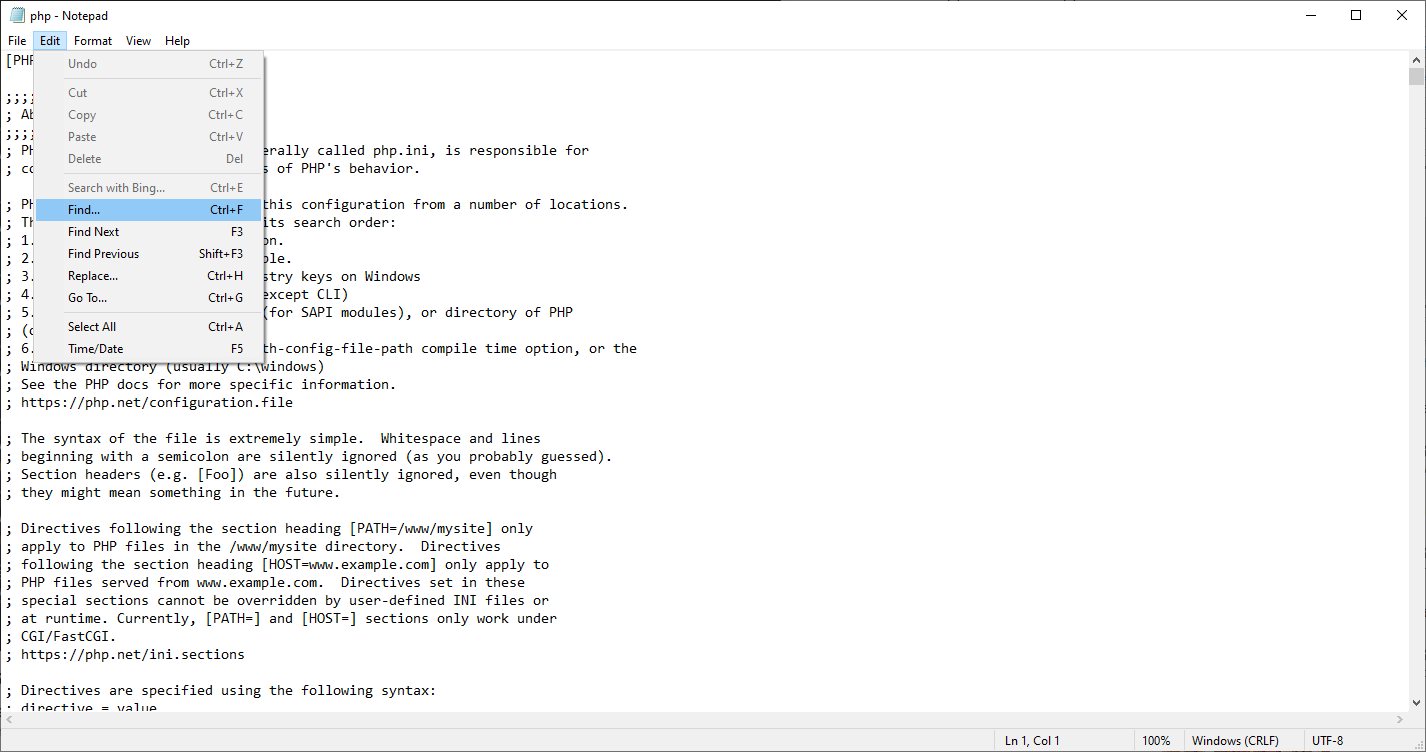 php - Notepad
File Edit Format View Help
[PHP
Undo Ctrl+Z
Cut Ctrl+X
Copy Ctrl+C
Paste Ctrl+V
Delete Del
Search with Bing... Ctrl+E
Find... Ctrl+F
Find Next F3
Find Previous Shift+F3
Replace... Ctrl+H
Go To... Ctrl+G
Select All Ctrl+A
Time/Date F5
;;;;
; Ab
;;;;
; PH erally called php.ini, is responsible for
; co s of PHP's behavior.
; PH this configuration from a number of locations.
; Th its search order:
; 1. on.
; 2. ble.
; 3. stry keys on Windows
; 4. except CLI)
; 5. (for SAPI modules), or directory of PHP
; (o
; 6. th-config-file-path compile time option, or the
; Windows directory (usually C:\windows)
; See the PHP docs for more specific information.
; https://php.net/configuration.file
; The syntax of the file is extremely simple.  Whitespace and lines
; beginning with a semicolon are silently ignored (as you probably guessed).
; Section headers (e.g. [Foo]) are also silently ignored, even though
; they might mean something in the future.
; Directives following the section heading [PATH=/www/mysite] only
; apply to PHP files in the /www/mysite directory.  Directives
; following the section heading [HOST=www.example.com] only apply to
; PHP files served from www.example.com.  Directives set in these
; special sections cannot be overridden by user-defined INI files or
; at runtime. Currently, [PATH=] and [HOST=] sections only work under
; CGI/FastCGI.
; https://php.net/ini.sections
; Directives are specified using the following syntax:
; directive = value
Ln 1, Col 1 100% Windows (CRLF) UTF-8